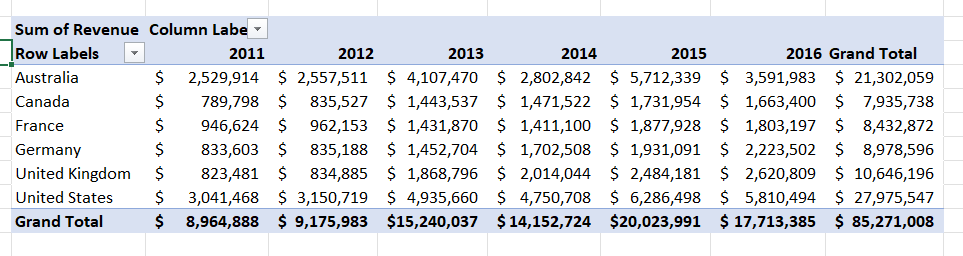 Sum of Revenue Column Labe
Row Labels 2011 2012 2013 2014 2015 2016 Grand Total
Australia $ 2,529,914 $ 2,557,511 $ 4,107,470 $ 2,802,842 $ 5,712,339 $ 3,591,983 $ 21,302,059
Canada $ 789,798 $ 835,527 $ 1,443,537 $ 1,471,522 $ 1,731,954 $ 1,663,400 $ 7,935,738
France $ 946,624 $ 962,153 $ 1,431,870 $ 1,411,100 $ 1,877,928 $ 1,803,197 $ 8,432,872
Germany $ 833,603 $ 835,188 $ 1,452,704 $ 1,702,508 $ 1,931,091 $ 2,223,502 $ 8,978,596
United Kingdom $ 823,481 $ 834,885 $ 1,868,796 $ 2,014,044 $ 2,484,181 $ 2,620,809 $ 10,646,196
United States $ 3,041,468 $ 3,150,719 $ 4,935,660 $ 4,750,708 $ 6,286,498 $ 5,810,494 $ 27,975,547
Grand Total $ 8,964,888 $ 9,175,983 $15,240,037 $ 14,152,724 $20,023,991 $ 17,713,385 $ 85,271,008